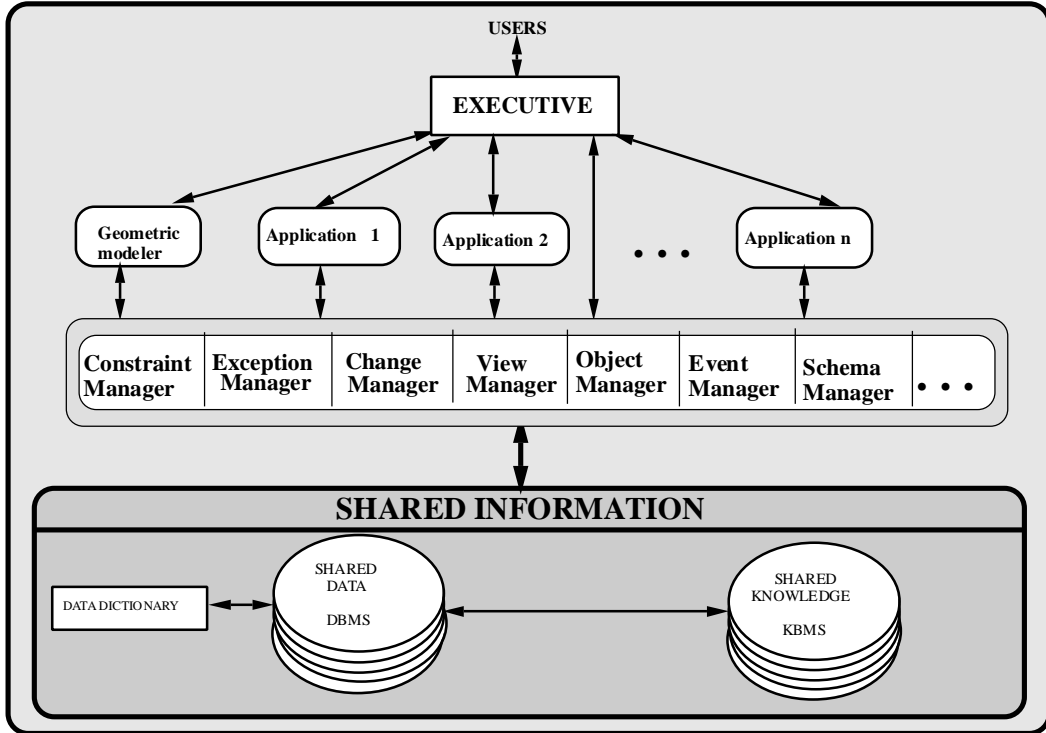 USERS
EXECUTIVE
Geometric
modeler
Application 1
Application 2
• • •
Application n
Constraint
Manager
Exception
Manager
Change
Manager
View
Manager
Object
Manager
Event
Manager
Schema
Manager
• • •
SHARED INFORMATION
DATA DICTIONARY
SHARED
DATA
DBMS
SHARED
KNOWLEDGE
KBMS